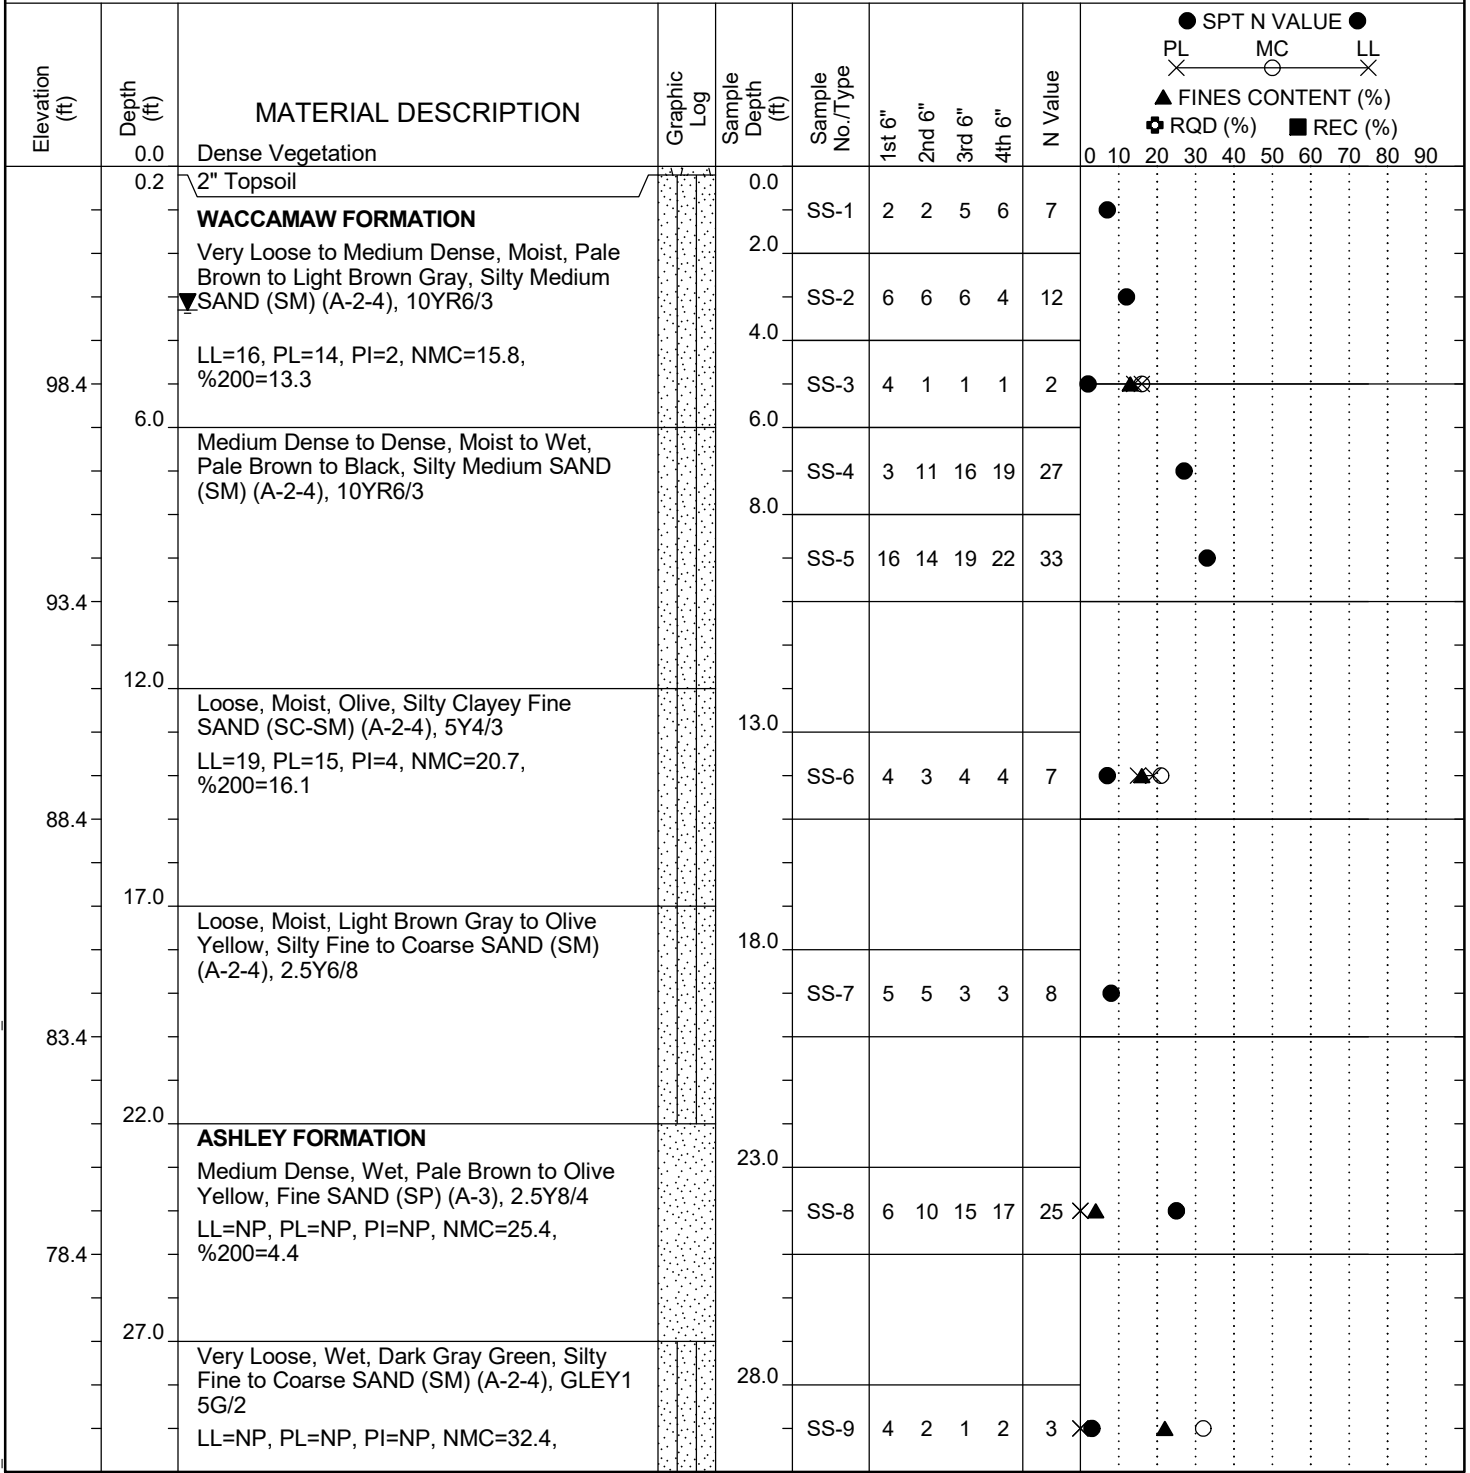 SPT N VALUE
PL MC LL
FINES CONTENT (%)
RQD (%) REC (%)
Elevation (ft)
Depth (ft)
MATERIAL DESCRIPTION
Graphic Log
Sample Depth (ft)
Sample No./Type
1st 6"
2nd 6"
3rd 6"
4th 6"
N Value
0 10 20 30 40 50 60 70 80 90
0.0 Dense Vegetation
0.2 2" Topsoil 0.0
WACCAMAW FORMATION
SS-1 2 2 5 6 7
2.0
Very Loose to Medium Dense, Moist, Pale
Brown to Light Brown Gray, Silty Medium
SAND (SM) (A-2-4), 10YR6/3
SS-2 6 6 6 4 12
4.0
LL=16, PL=14, PI=2, NMC=15.8,
%200=13.3
98.4 SS-3 4 1 1 1 2
6.0 6.0
Medium Dense to Dense, Moist to Wet,
Pale Brown to Black, Silty Medium SAND
(SM) (A-2-4), 10YR6/3
SS-4 3 11 16 19 27
8.0
SS-5 16 14 19 22 33
93.4
12.0
Loose, Moist, Olive, Silty Clayey Fine
SAND (SC-SM) (A-2-4), 5Y4/3
13.0
LL=19, PL=15, PI=4, NMC=20.7,
%200=16.1
SS-6 4 3 4 4 7
88.4
17.0
Loose, Moist, Light Brown Gray to Olive
Yellow, Silty Fine to Coarse SAND (SM)
(A-2-4), 2.5Y6/8
18.0
SS-7 5 5 3 3 8
83.4
22.0
ASHLEY FORMATION
23.0
Medium Dense, Wet, Pale Brown to Olive
Yellow, Fine SAND (SP) (A-3), 2.5Y8/4
SS-8 6 10 15 17 25
LL=NP, PL=NP, PI=NP, NMC=25.4,
%200=4.4
78.4
27.0
Very Loose, Wet, Dark Gray Green, Silty
Fine to Coarse SAND (SM) (A-2-4), GLEY1
5G/2
28.0
LL=NP, PL=NP, PI=NP, NMC=32.4,
SS-9 4 2 1 2 3